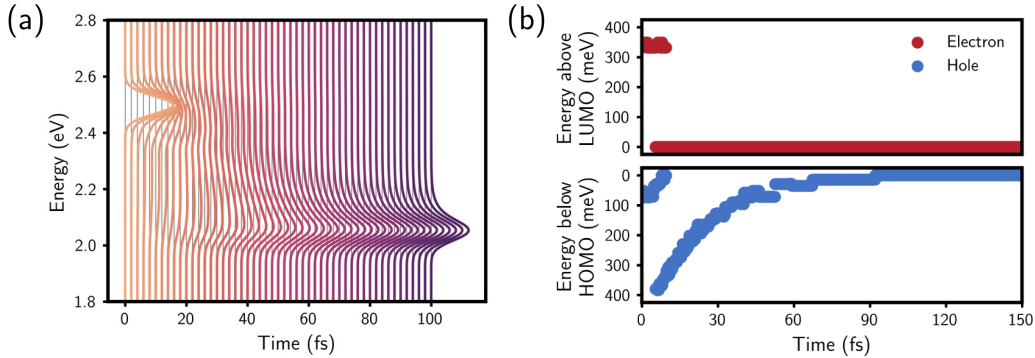 (a)
2.8
2.6
2.4
2.2
2.0
1.8
Energy (eV)
0 20 40 60 80 100
Time (fs)
(b)
400
300
200
100
0
Energy above
LUMO (meV)
Electron
Hole
0
100
200
300
400
Energy below
HOMO (meV)
0 30 60 90 120 150
Time (fs)